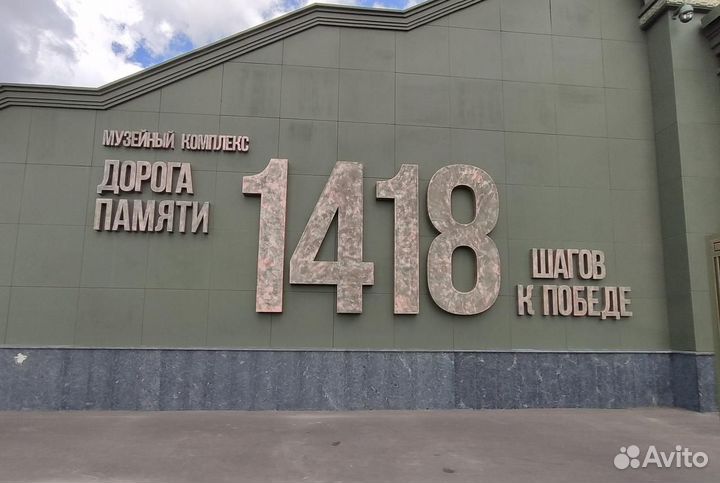 МУЗЕЙНЫЙ КОМПЛЕКС
ДОРОГА
ПАМЯТИ
1418
ШАГОВ
К ПОБЕДЕ
Avito